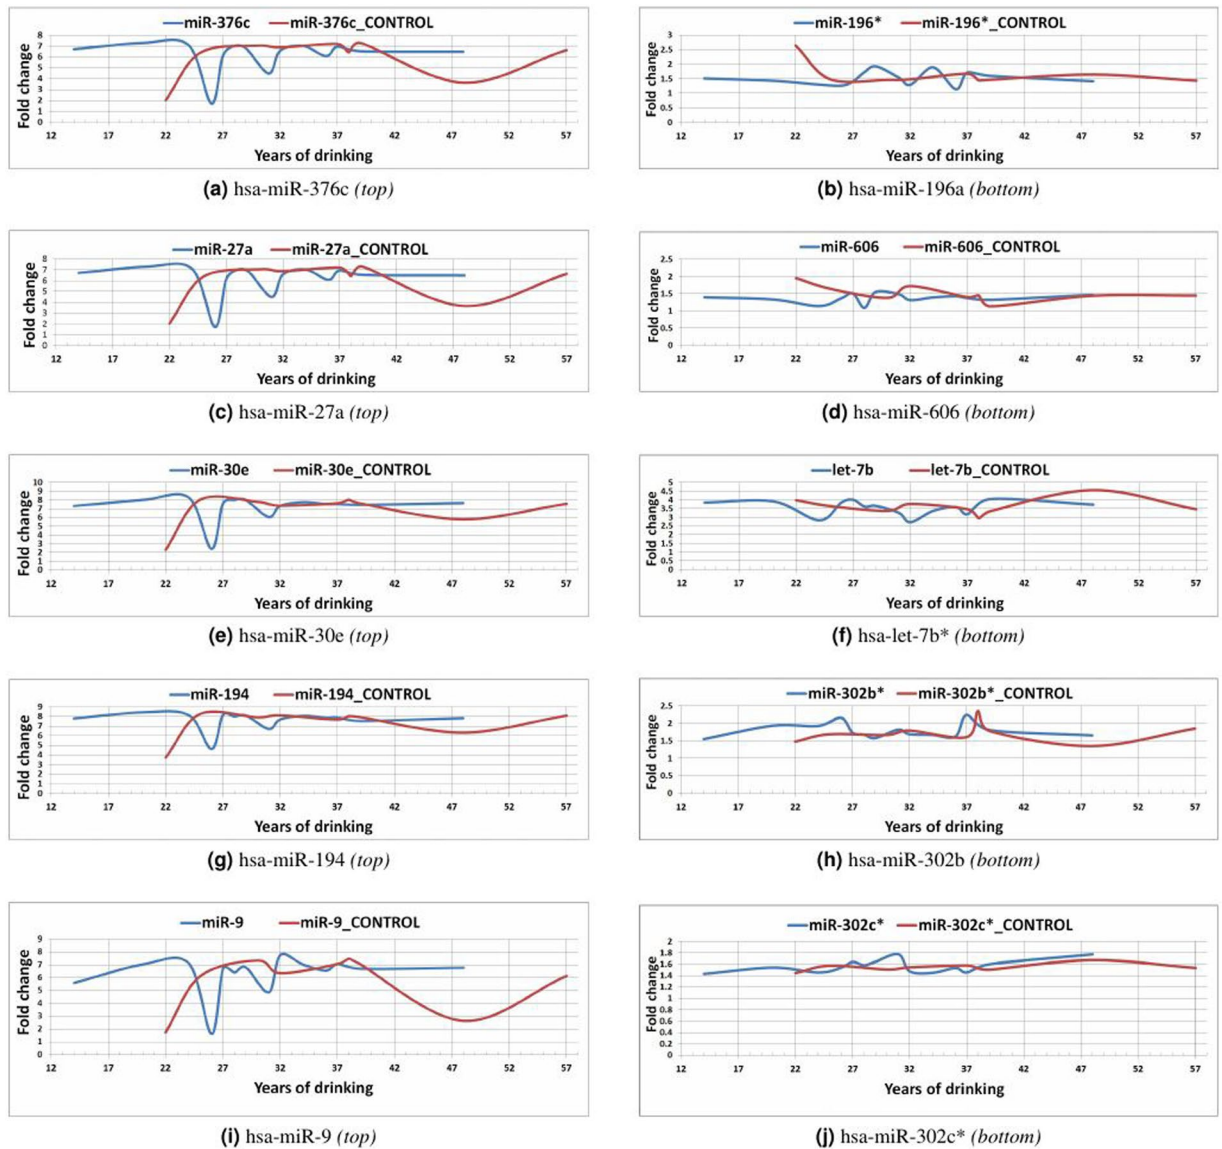 miR-376c miR-376c_CONTROL
8
7
6
5
4
3
2
1
0
Fold change
12 17 22 27 32 37 42 47 52 57
Years of drinking
(a) hsa-miR-376c (top)
miR-196* miR-196*_CONTROL
3
2.5
2
1.5
1
0.5
0
Fold change
12 17 22 27 32 37 42 47 52 57
Years of drinking
(b) hsa-miR-196a (bottom)
miR-27a miR-27a_CONTROL
8
7
6
5
4
3
2
1
0
Fold change
12 17 22 27 32 37 42 47 52 57
Years of drinking
(c) hsa-miR-27a (top)
miR-606 miR-606_CONTROL
2.5
2
1.5
1
0.5
0
Fold change
12 17 22 27 32 37 42 47 52 57
Years of drinking
(d) hsa-miR-606 (bottom)
miR-30e miR-30e_CONTROL
10
9
8
7
6
5
4
3
2
1
0
Fold change
12 17 22 27 32 37 42 47 52 57
Years of drinking
(e) hsa-miR-30e (top)
let-7b let-7b_CONTROL
5
4.5
4
3.5
3
2.5
2
1.5
1
0.5
0
Fold change
12 17 22 27 32 37 42 47 52 57
Years of drinking
(f) hsa-let-7b* (bottom)
miR-194 miR-194_CONTROL
9
8
7
6
5
4
3
2
1
0
Fold change
12 17 22 27 32 37 42 47 52 57
Years of drinking
(g) hsa-miR-194 (top)
miR-302b* miR-302b*_CONTROL
2.5
2
1.5
1
0.5
0
Fold change
12 17 22 27 32 37 42 47 52 57
Years of drinking
(h) hsa-miR-302b (bottom)
miR-9 miR-9_CONTROL
9
8
7
6
5
4
3
2
1
0
Fold change
12 17 22 27 32 37 42 47 52 57
Years of drinking
(i) hsa-miR-9 (top)
miR-302c* miR-302c*_CONTROL
2
1.8
1.6
1.4
1.2
1
0.8
0.6
0.4
0.2
0
Fold change
12 17 22 27 32 37 42 47 52 57
Years of drinking
(j) hsa-miR-302c* (bottom)